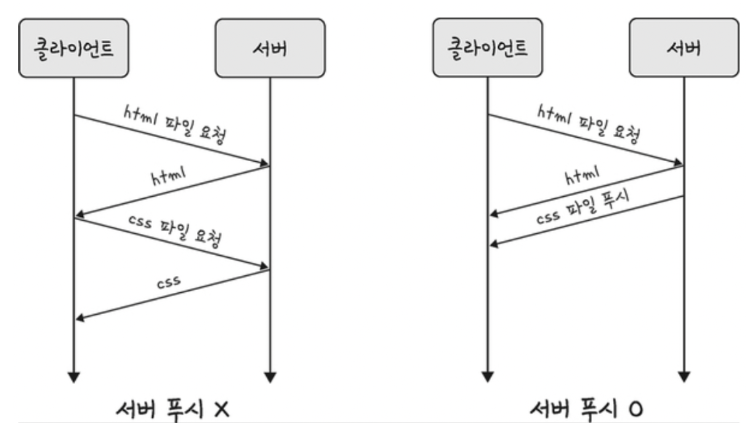 클라이언트
서버
html 파일 요청
html
css 파일 요청
css
서버 푸시 X
클라이언트
서버
html 파일 요청
html
css 파일 푸시
서버 푸시 O